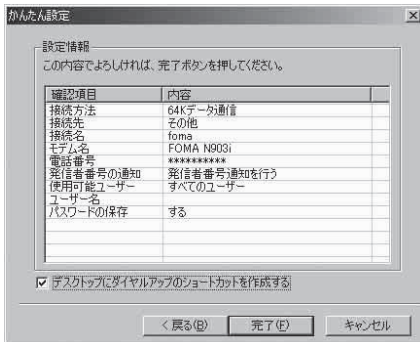 かんたん設定
設定情報
この内容でよろしければ、完了ボタンを押してください。
確認項目 内容
接続方法 64Kデータ通信
接続先 その他
接続名 foma
モデム名 FOMA N903i
電話番号 **********
発信者番号の通知 発信者番号通知を行う
使用可能ユーザー すべてのユーザー
ユーザー名
パスワードの保存 する
デスクトップにダイヤルアップのショートカットを作成する
< 戻る(B) 完了(F) キャンセル